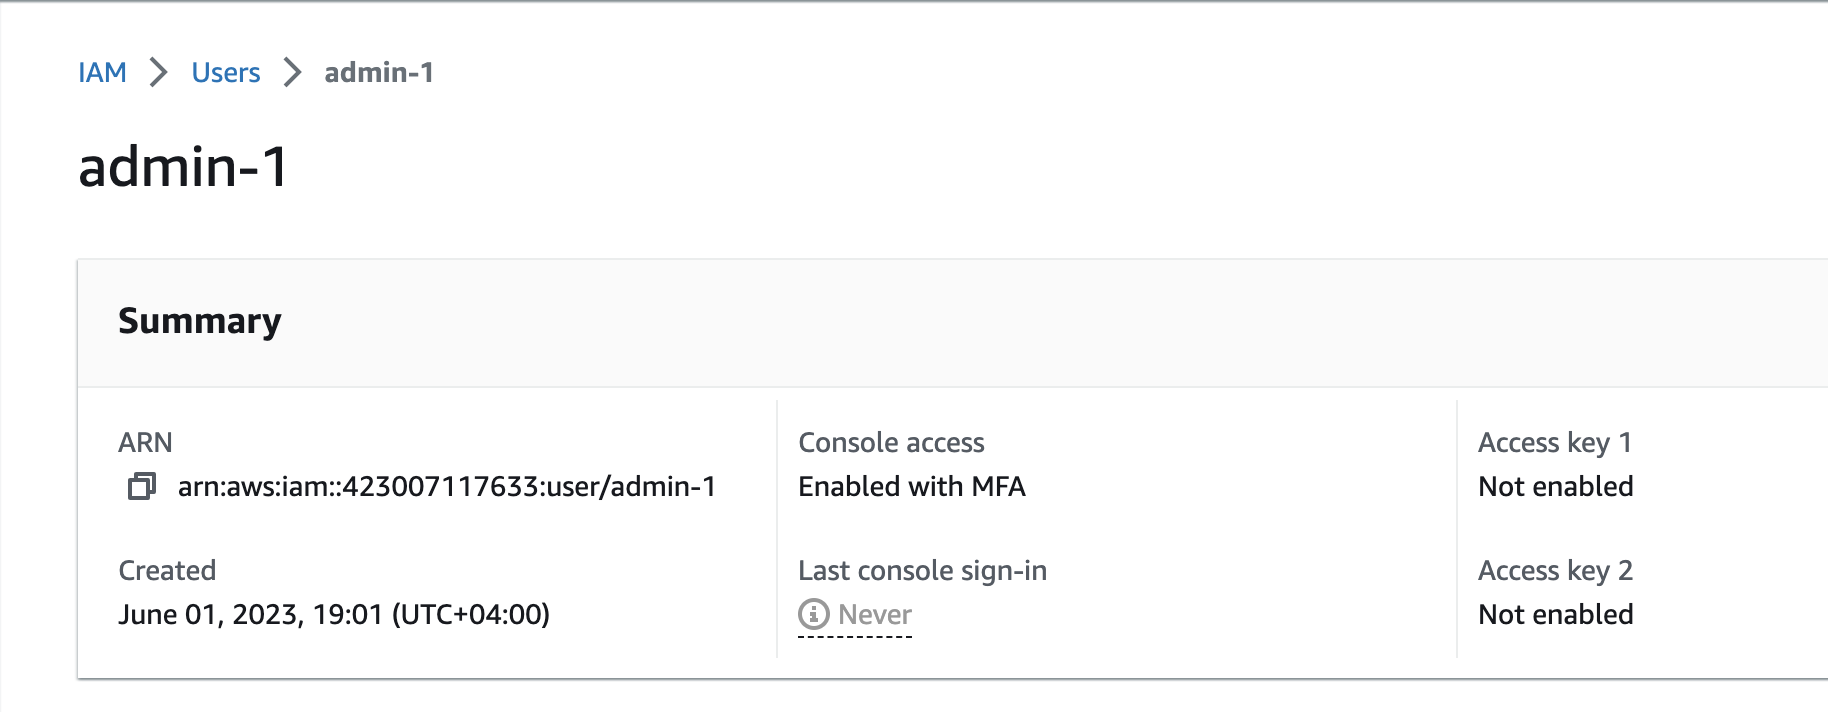 IAM > Users > admin-1
admin-1
Summary
ARN
arn:aws:iam::423007117633:user/admin-1
Created
June 01, 2023, 19:01 (UTC+04:00)
Console access
Enabled with MFA
Last console sign-in
Never
Access key 1
Not enabled
Access key 2
Not enabled